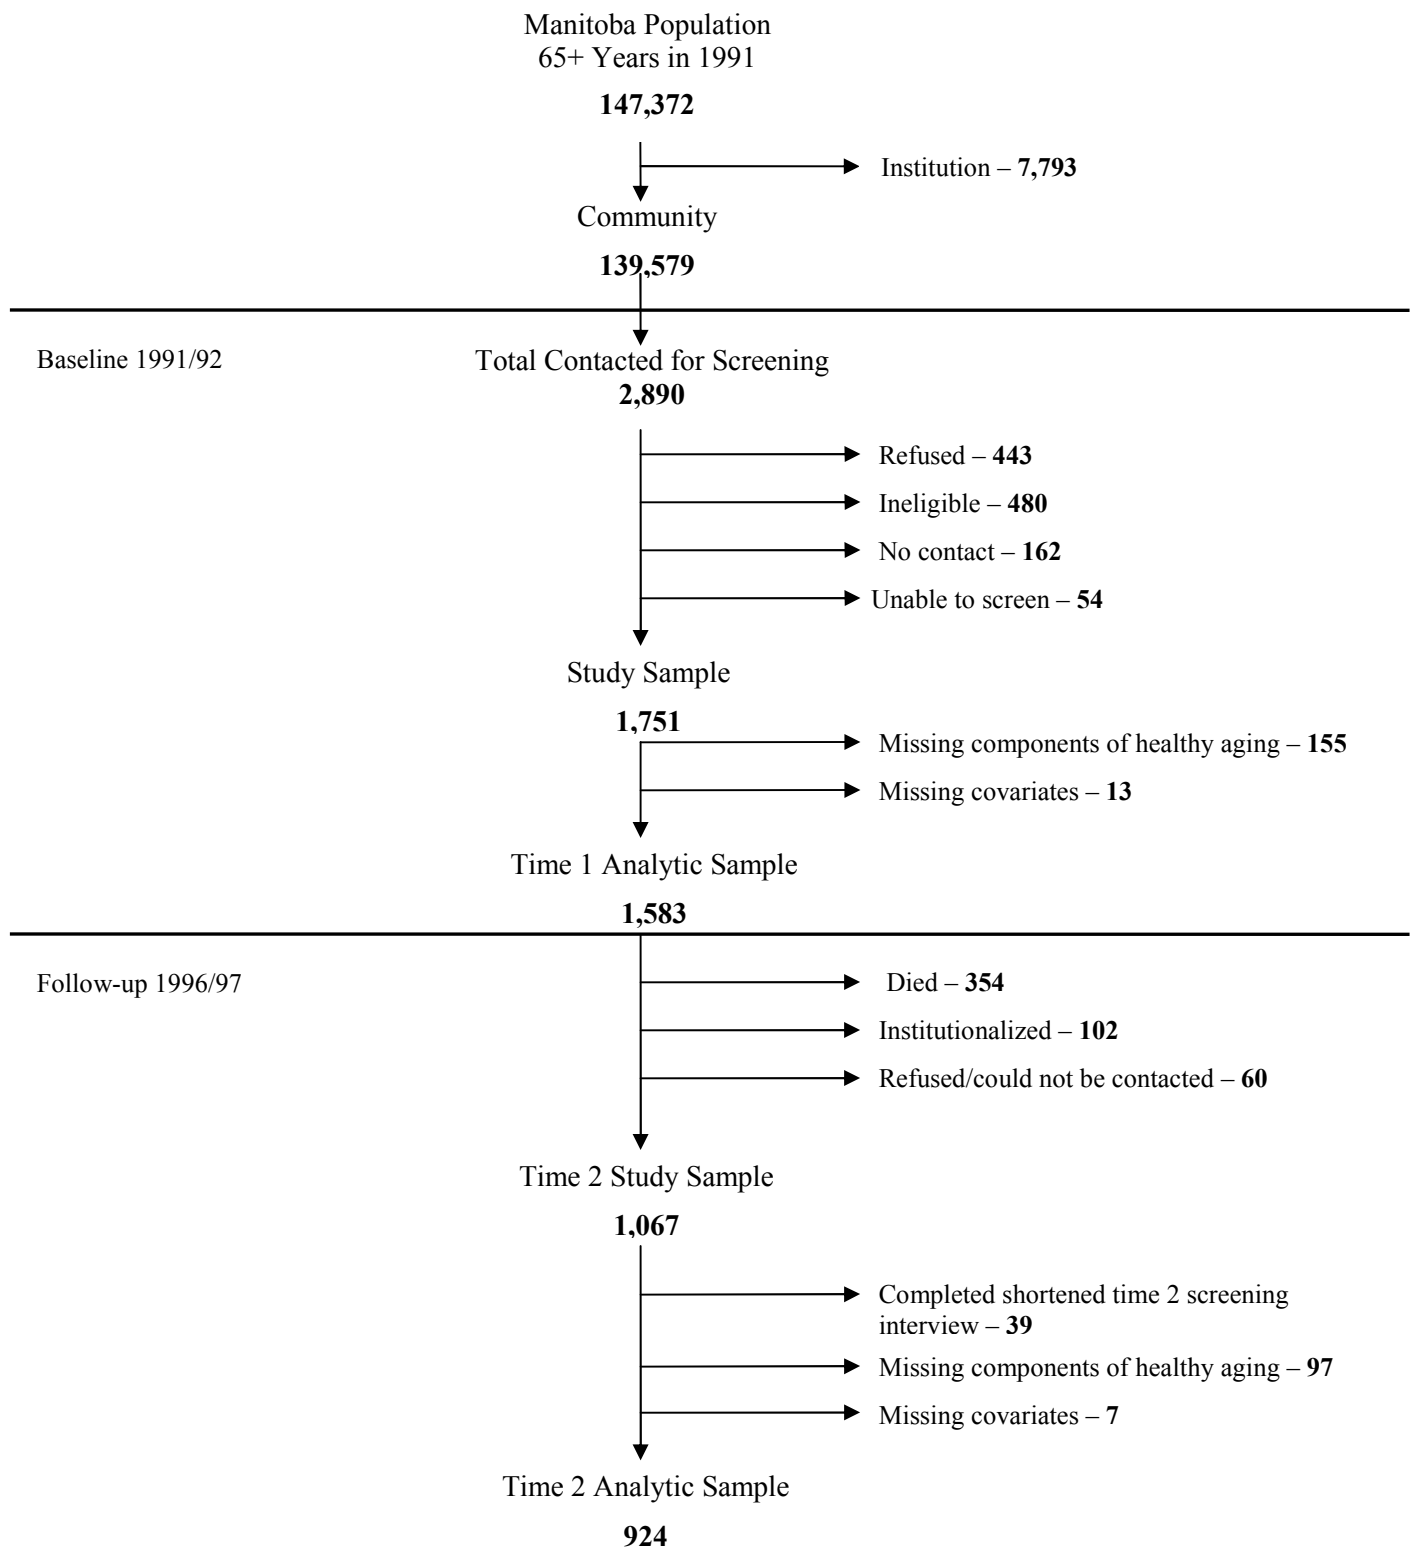 Manitoba Population
65+ Years in 1991
147,372
Institution – 7,793
Community
139,579
Baseline 1991/92
Total Contacted for Screening
2,890
Refused – 443
Ineligible – 480
No contact – 162
Unable to screen – 54
Study Sample
1,751
Missing components of healthy aging – 155
Missing covariates – 13
Time 1 Analytic Sample
1,583
Follow-up 1996/97
Died – 354
Institutionalized – 102
Refused/could not be contacted – 60
Time 2 Study Sample
1,067
Completed shortened time 2 screening
interview – 39
Missing components of healthy aging – 97
Missing covariates – 7
Time 2 Analytic Sample
924